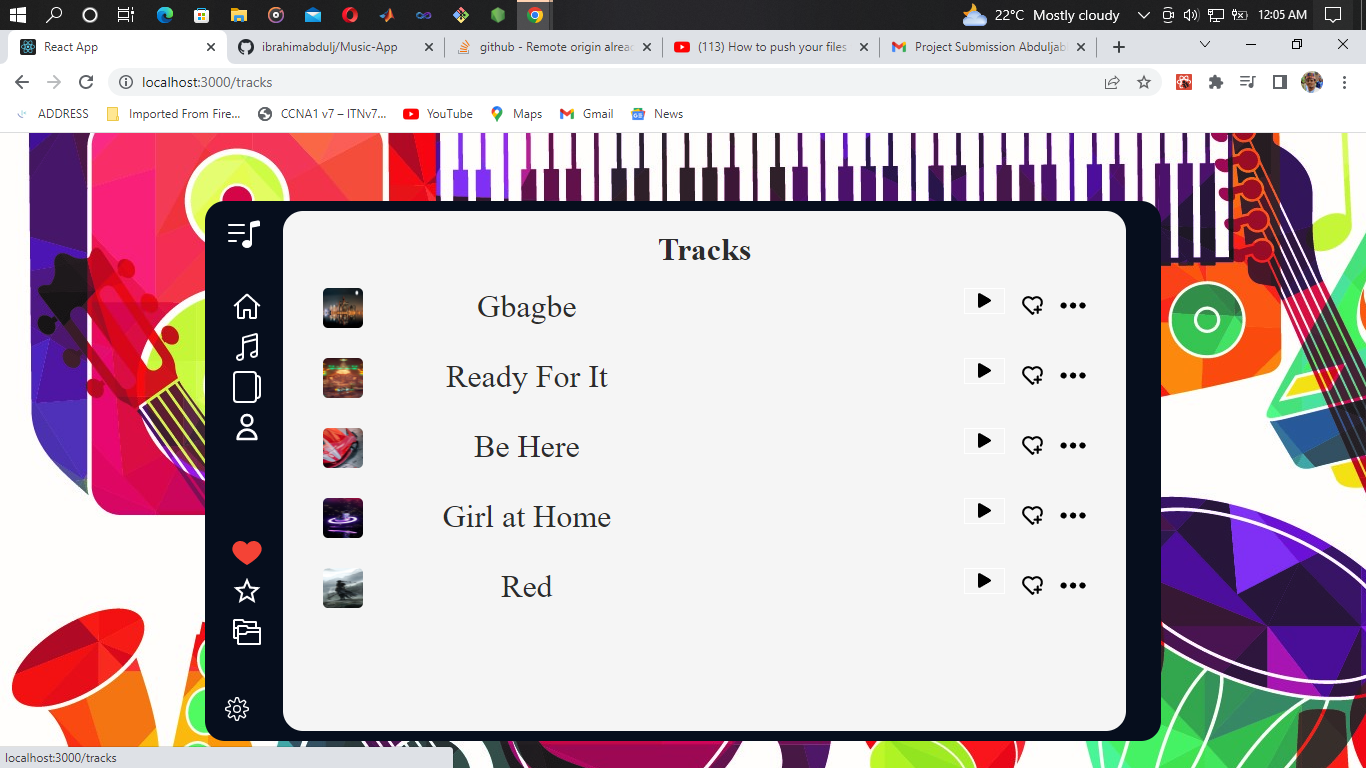 22°C Mostly cloudy
12:05 AM
React App
ibrahimabdulj/Music-App
github - Remote origin alread
(113) How to push your files
Project Submission Abduljab
localhost:3000/tracks
ADDRESS
Imported From Fire...
CCNA1 v7 – ITNv7...
YouTube
Maps
Gmail
News
Tracks
Gbagbe
Ready For It
Be Here
Girl at Home
Red
localhost:3000/tracks